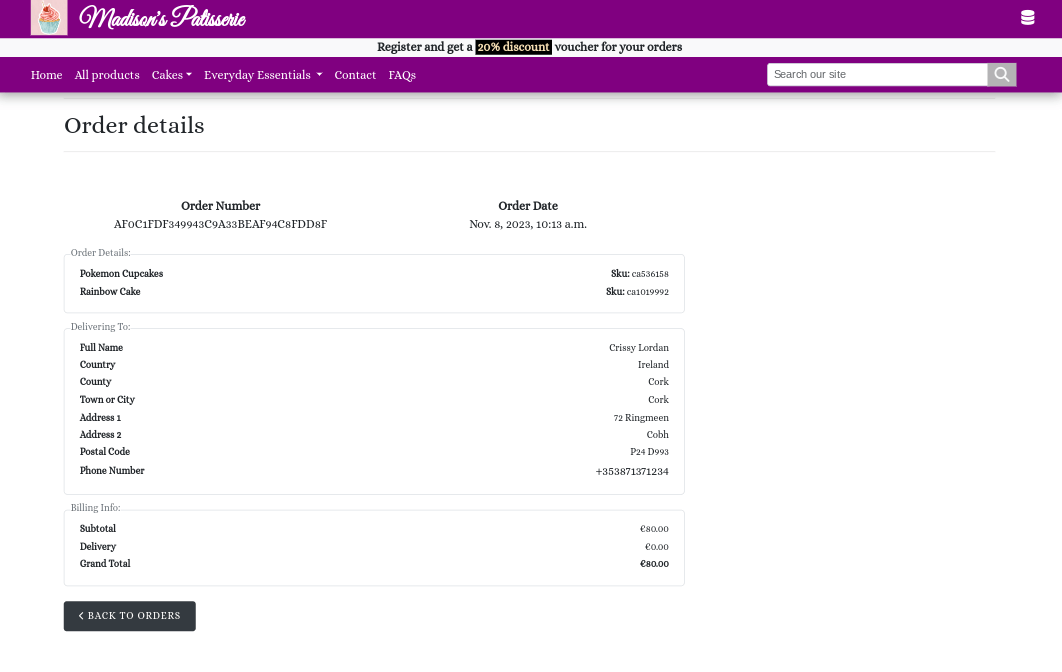 Madison's Patisserie
Register and get a 20% discount voucher for your orders
Home All products Cakes Everyday Essentials Contact FAQs Search our site
Order details
Order Number Order Date
AF0C1FDF349943C9A33BEAF94C8FDD8F Nov. 8, 2023, 10:13 a.m.
Order Details:
Pokemon Cupcakes Sku: ca536158
Rainbow Cake Sku: ca1019992
Delivering To:
Full Name Crissy Lordan
Country Ireland
County Cork
Town or City Cork
Address 1 72 Ringmeen
Address 2 Cobh
Postal Code P24 D993
Phone Number +353871371234
Billing Info:
Subtotal €80.00
Delivery €0.00
Grand Total €80.00
BACK TO ORDERS